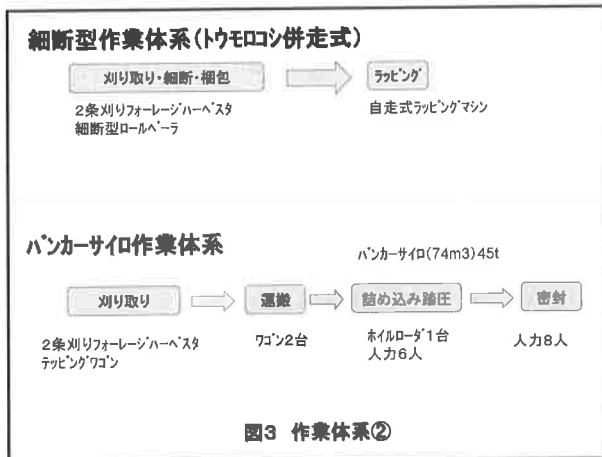 細断型作業体系(トウモロコシ併走式)
刈り取り・細断・梱包
ラッピング
2条刈りフォーレージハーベスタ
細断型ロールベーラ
自走式ラッピングマシン
バンカーサイロ作業体系
バンカーサイロ(74m3)45t
刈り取り
運搬
詰め込み踏圧
密封
2条刈りフォーレージハーベスタ
テッピングワゴン
ワゴン2台
ホイルローダ1台
人力6人
人力8人
図3 作業体系②